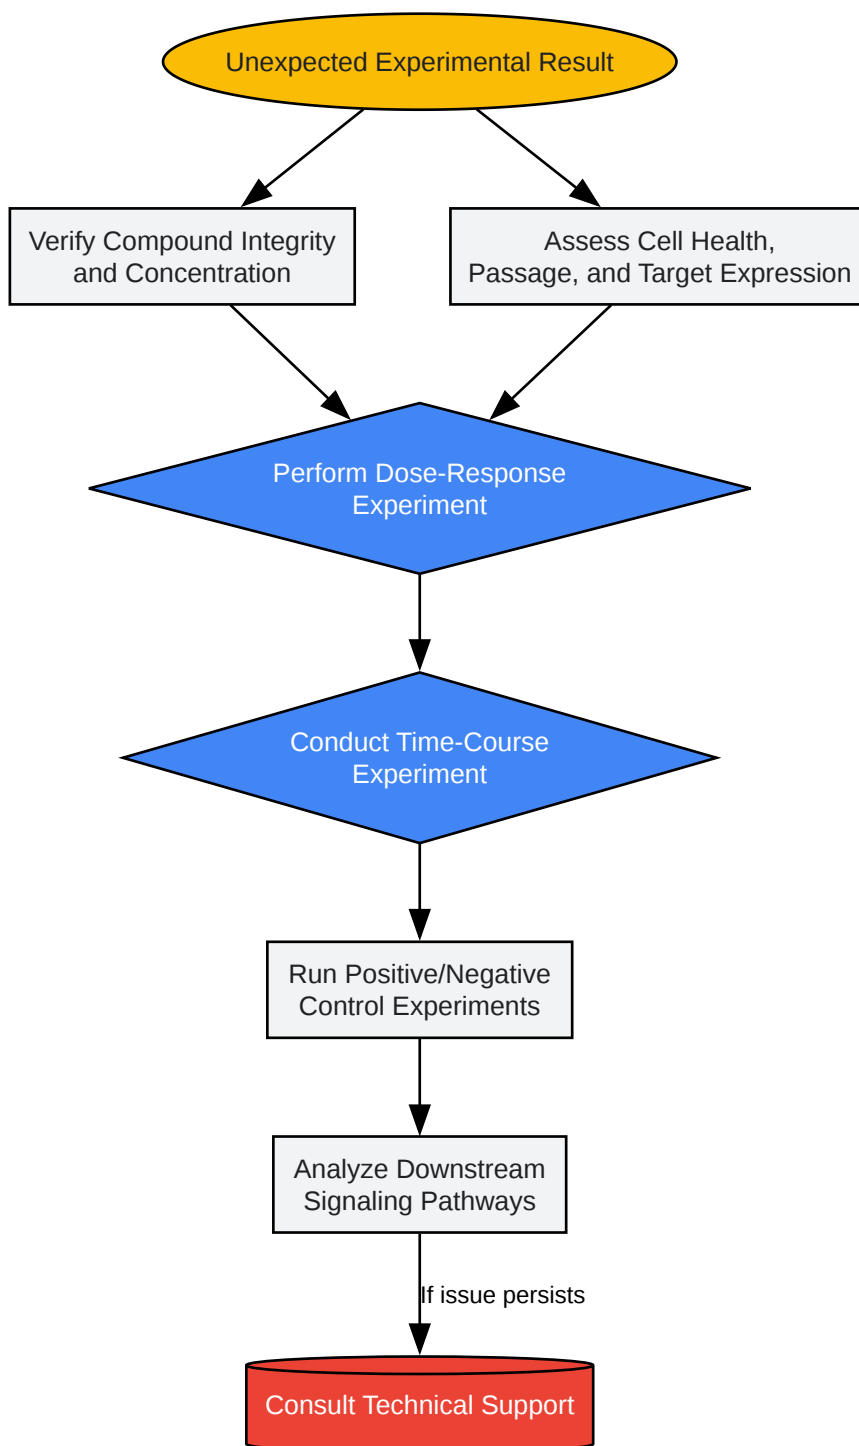 Unexpected Experimental Result
Verify Compound Integrity
and Concentration
Assess Cell Health,
Passage, and Target Expression
Perform Dose-Response
Experiment
Conduct Time-Course
Experiment
Run Positive/Negative
Control Experiments
Analyze Downstream
Signaling Pathways
If issue persists
Consult Technical Support